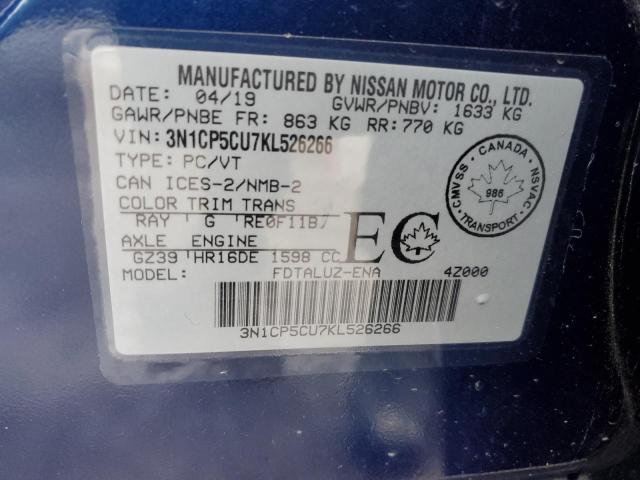 MANUFACTURED BY NISSAN MOTOR CO., LTD.
DATE: 04/19 GVWR/PNBV: 1633 KG
GAWR/PNBE FR: 863 KG RR: 770 KG
VIN: 3N1CP5CU7KL526266
TYPE: PC/VT
CAN ICES-2/NMB-2
COLOR TRIM TRANS
RAY G RE0F11B
AXLE ENGINE
GZ39 HR16DE 1598 CC
MODEL: FDTALUZ-ENA 4Z000
EC
3N1CP5CU7KL526266
CANADA
CMVSS NSVAC
986
TRANSPORT